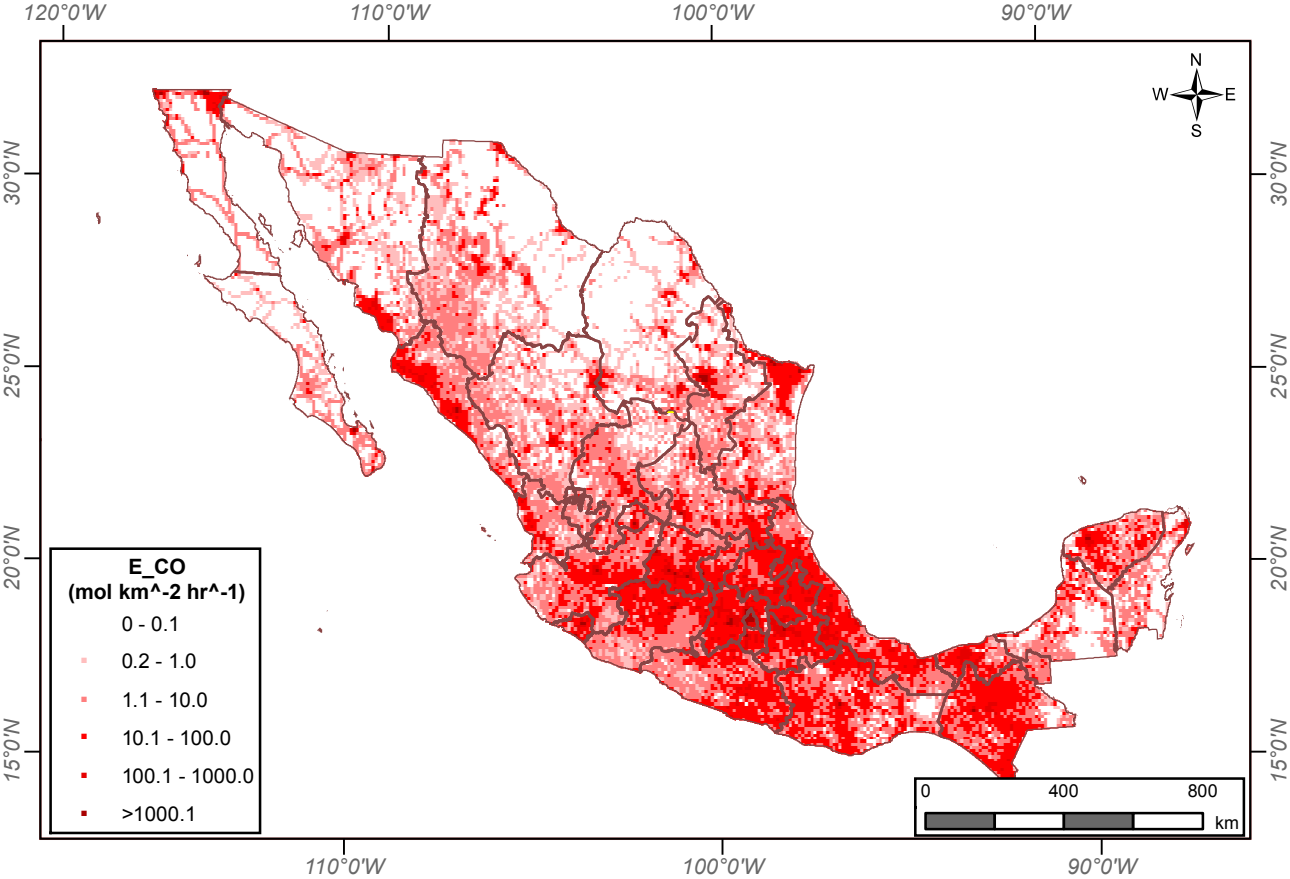 120°0'W 110°0'W 100°0'W 90°0'W
N
W E
S
30°0'N 30°0'N
25°0'N 25°0'N
20°0'N 20°0'N
15°0'N 15°0'N
E_CO
(mol km^-2 hr^-1)
0 - 0.1
0.2 - 1.0
1.1 - 10.0
10.1 - 100.0
100.1 - 1000.0
>1000.1
0 400 800
km
110°0'W 100°0'W 90°0'W